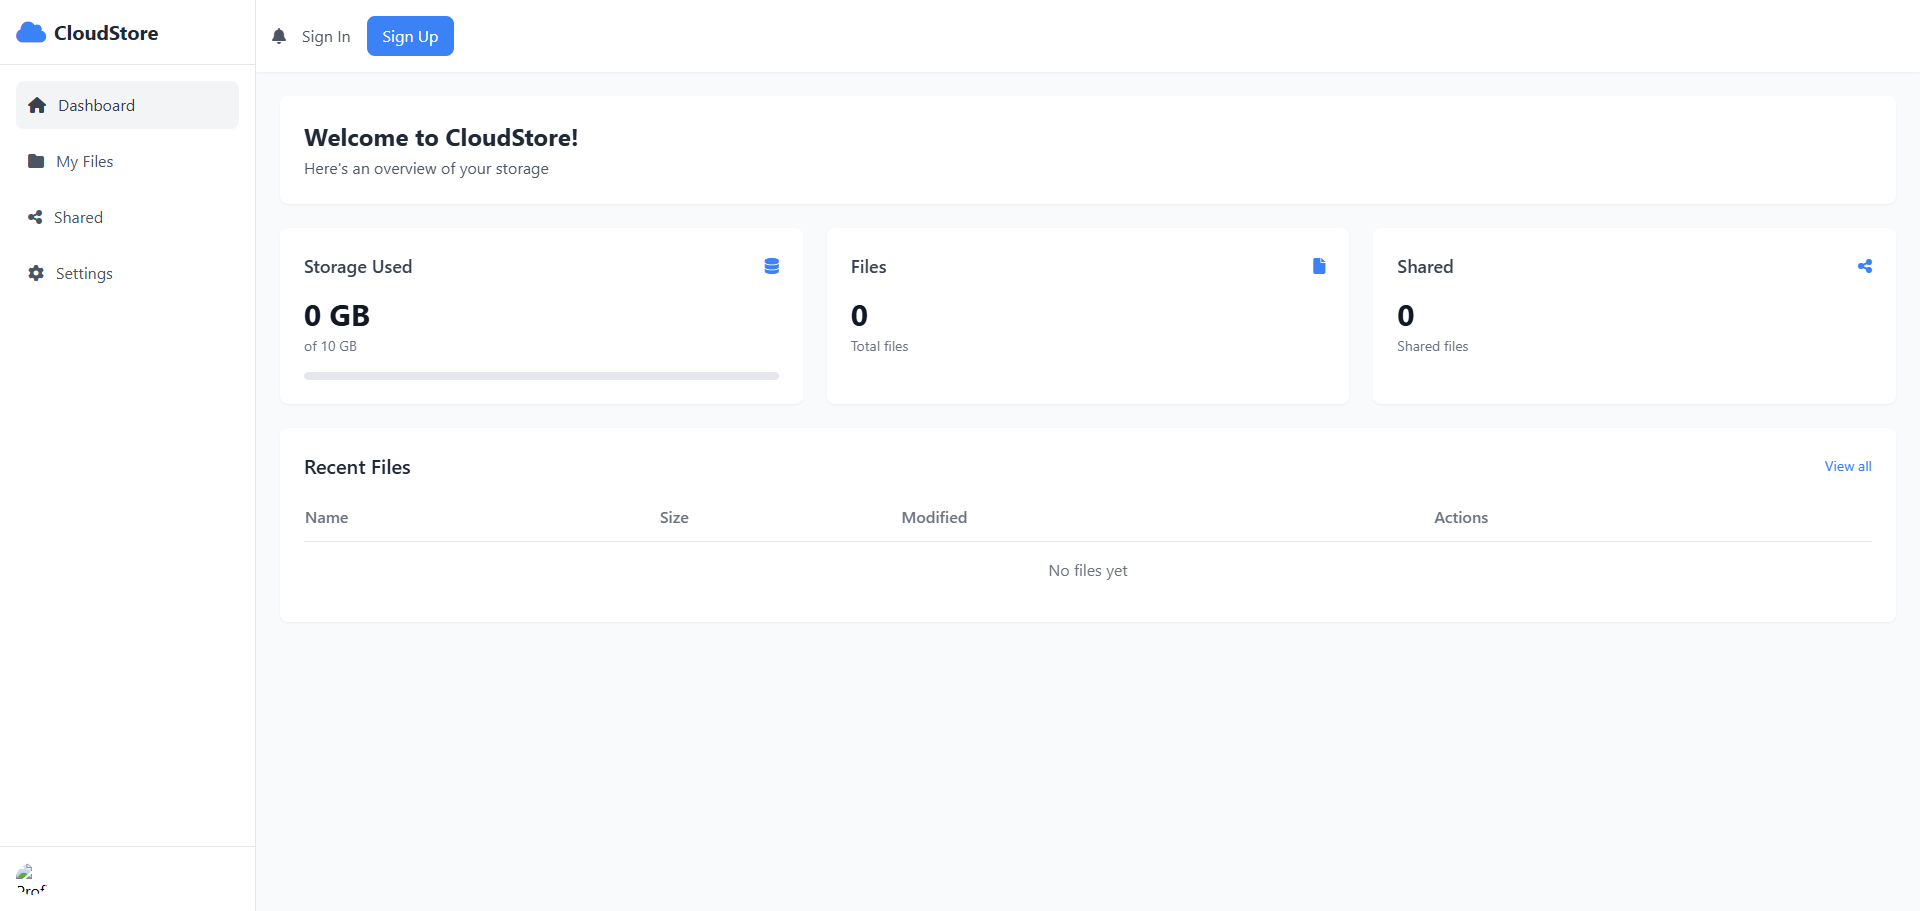 CloudStore
Sign In
Sign Up
Dashboard
My Files
Shared
Settings
Welcome to CloudStore!
Here's an overview of your storage
Storage Used
0 GB
of 10 GB
Files
0
Total files
Shared
0
Shared files
Recent Files
View all
Name Size Modified Actions
No files yet
Prof